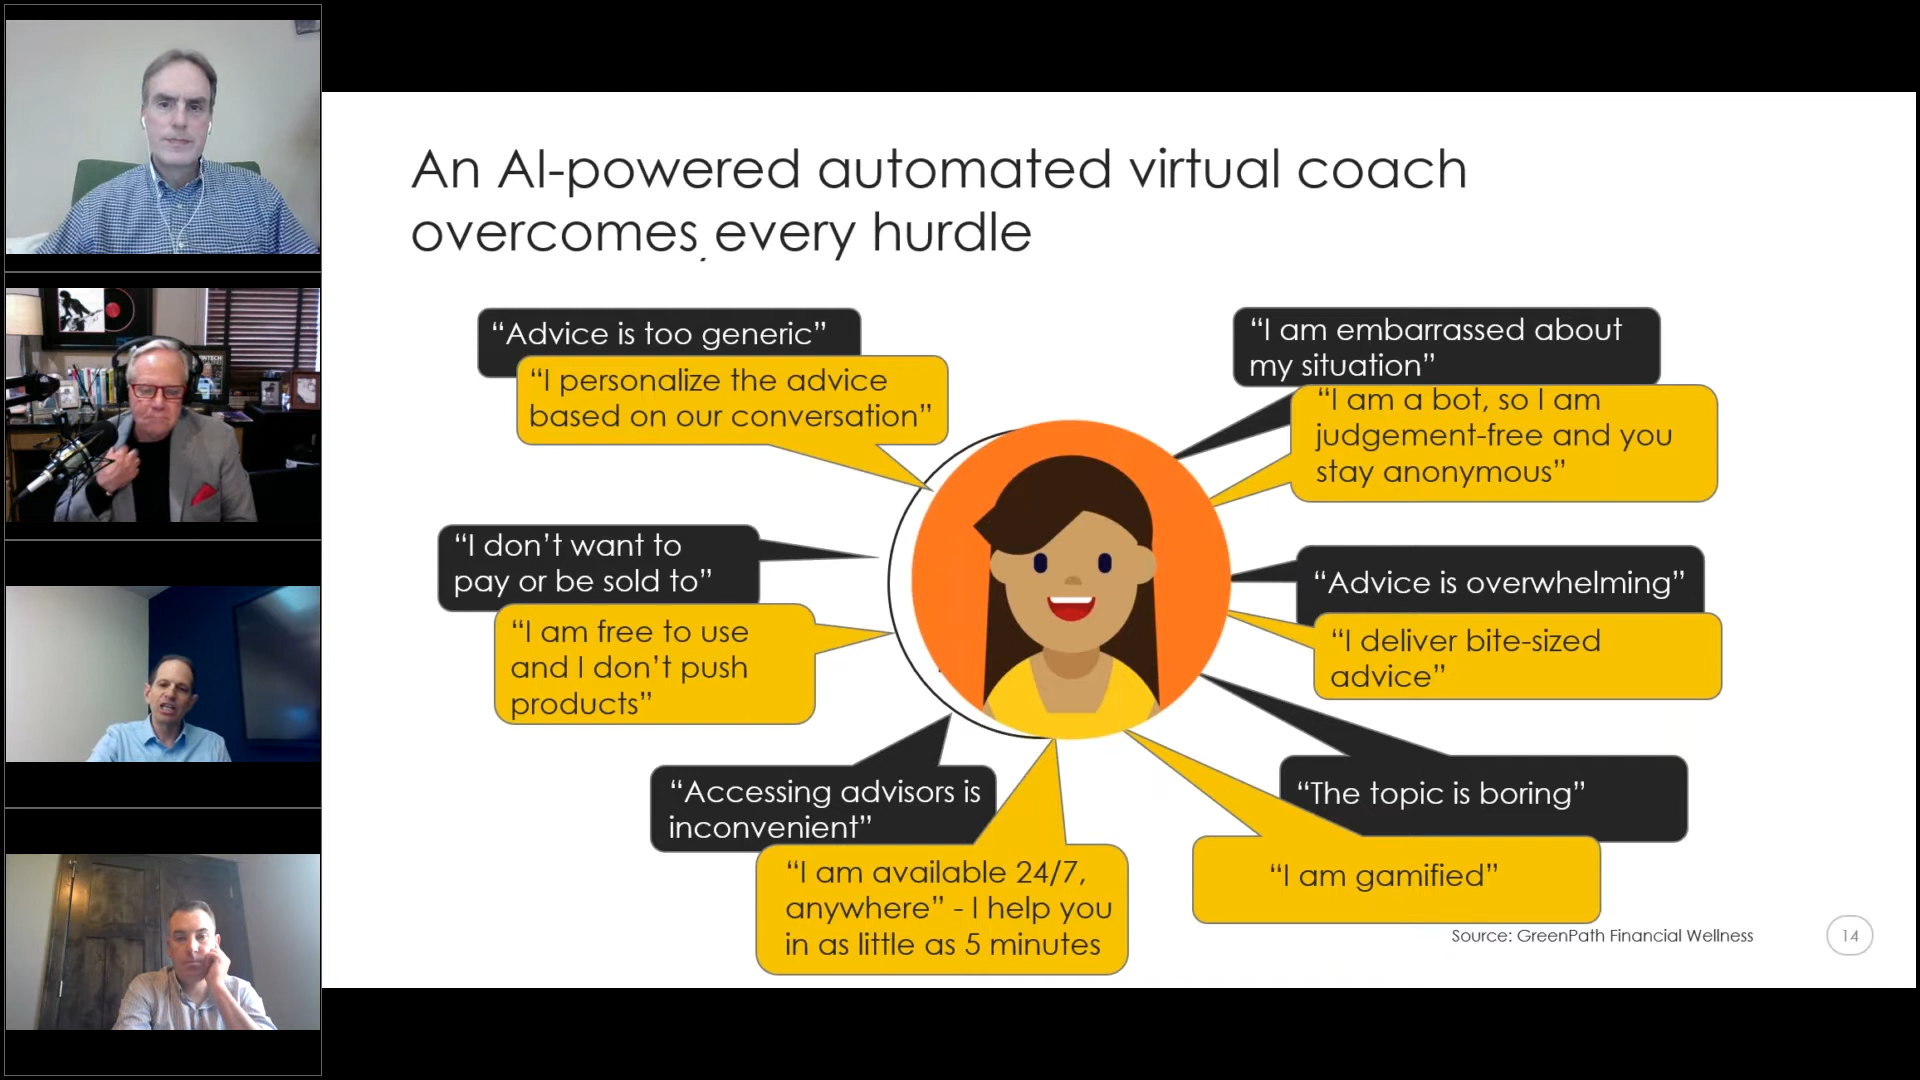 An AI-powered automated virtual coach
overcomes every hurdle
“Advice is too generic”
“I personalize the advice
based on our conversation”
“I am embarrassed about
my situation”
“I am a bot, so I am
judgement-free and you
stay anonymous”
“I don’t want to
pay or be sold to”
“I am free to use
and I don’t push
products”
“Advice is overwhelming”
“I deliver bite-sized
advice”
“Accessing advisors is
inconvenient”
“I am available 24/7,
anywhere” - I help you
in as little as 5 minutes
“The topic is boring”
“I am gamified”
Source: GreenPath Financial Wellness
14